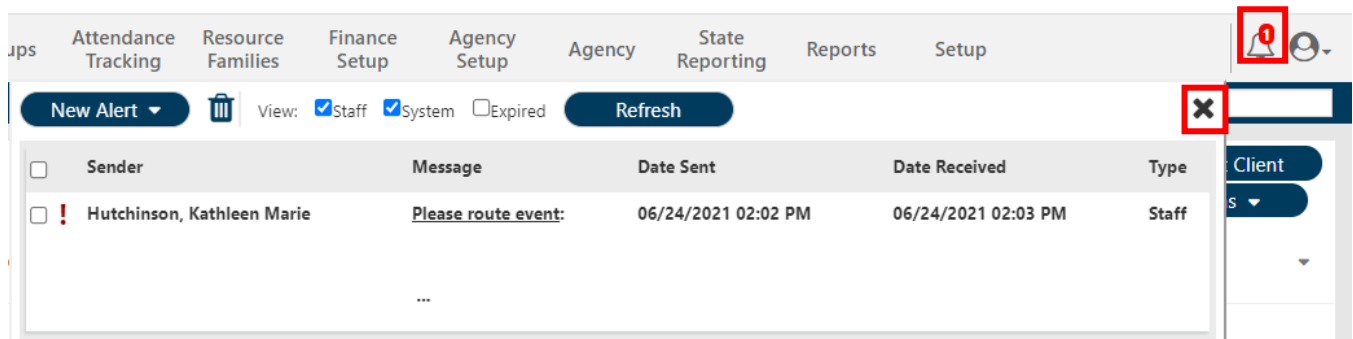 ups Attendance Tracking Resource Families Finance Setup Agency Setup Agency State Reporting Reports Setup 1
New Alert View: Staff System Expired Refresh
Sender Message Date Sent Date Received Type Client
Hutchinson, Kathleen Marie Please route event: 06/24/2021 02:02 PM 06/24/2021 02:03 PM Staff s
...